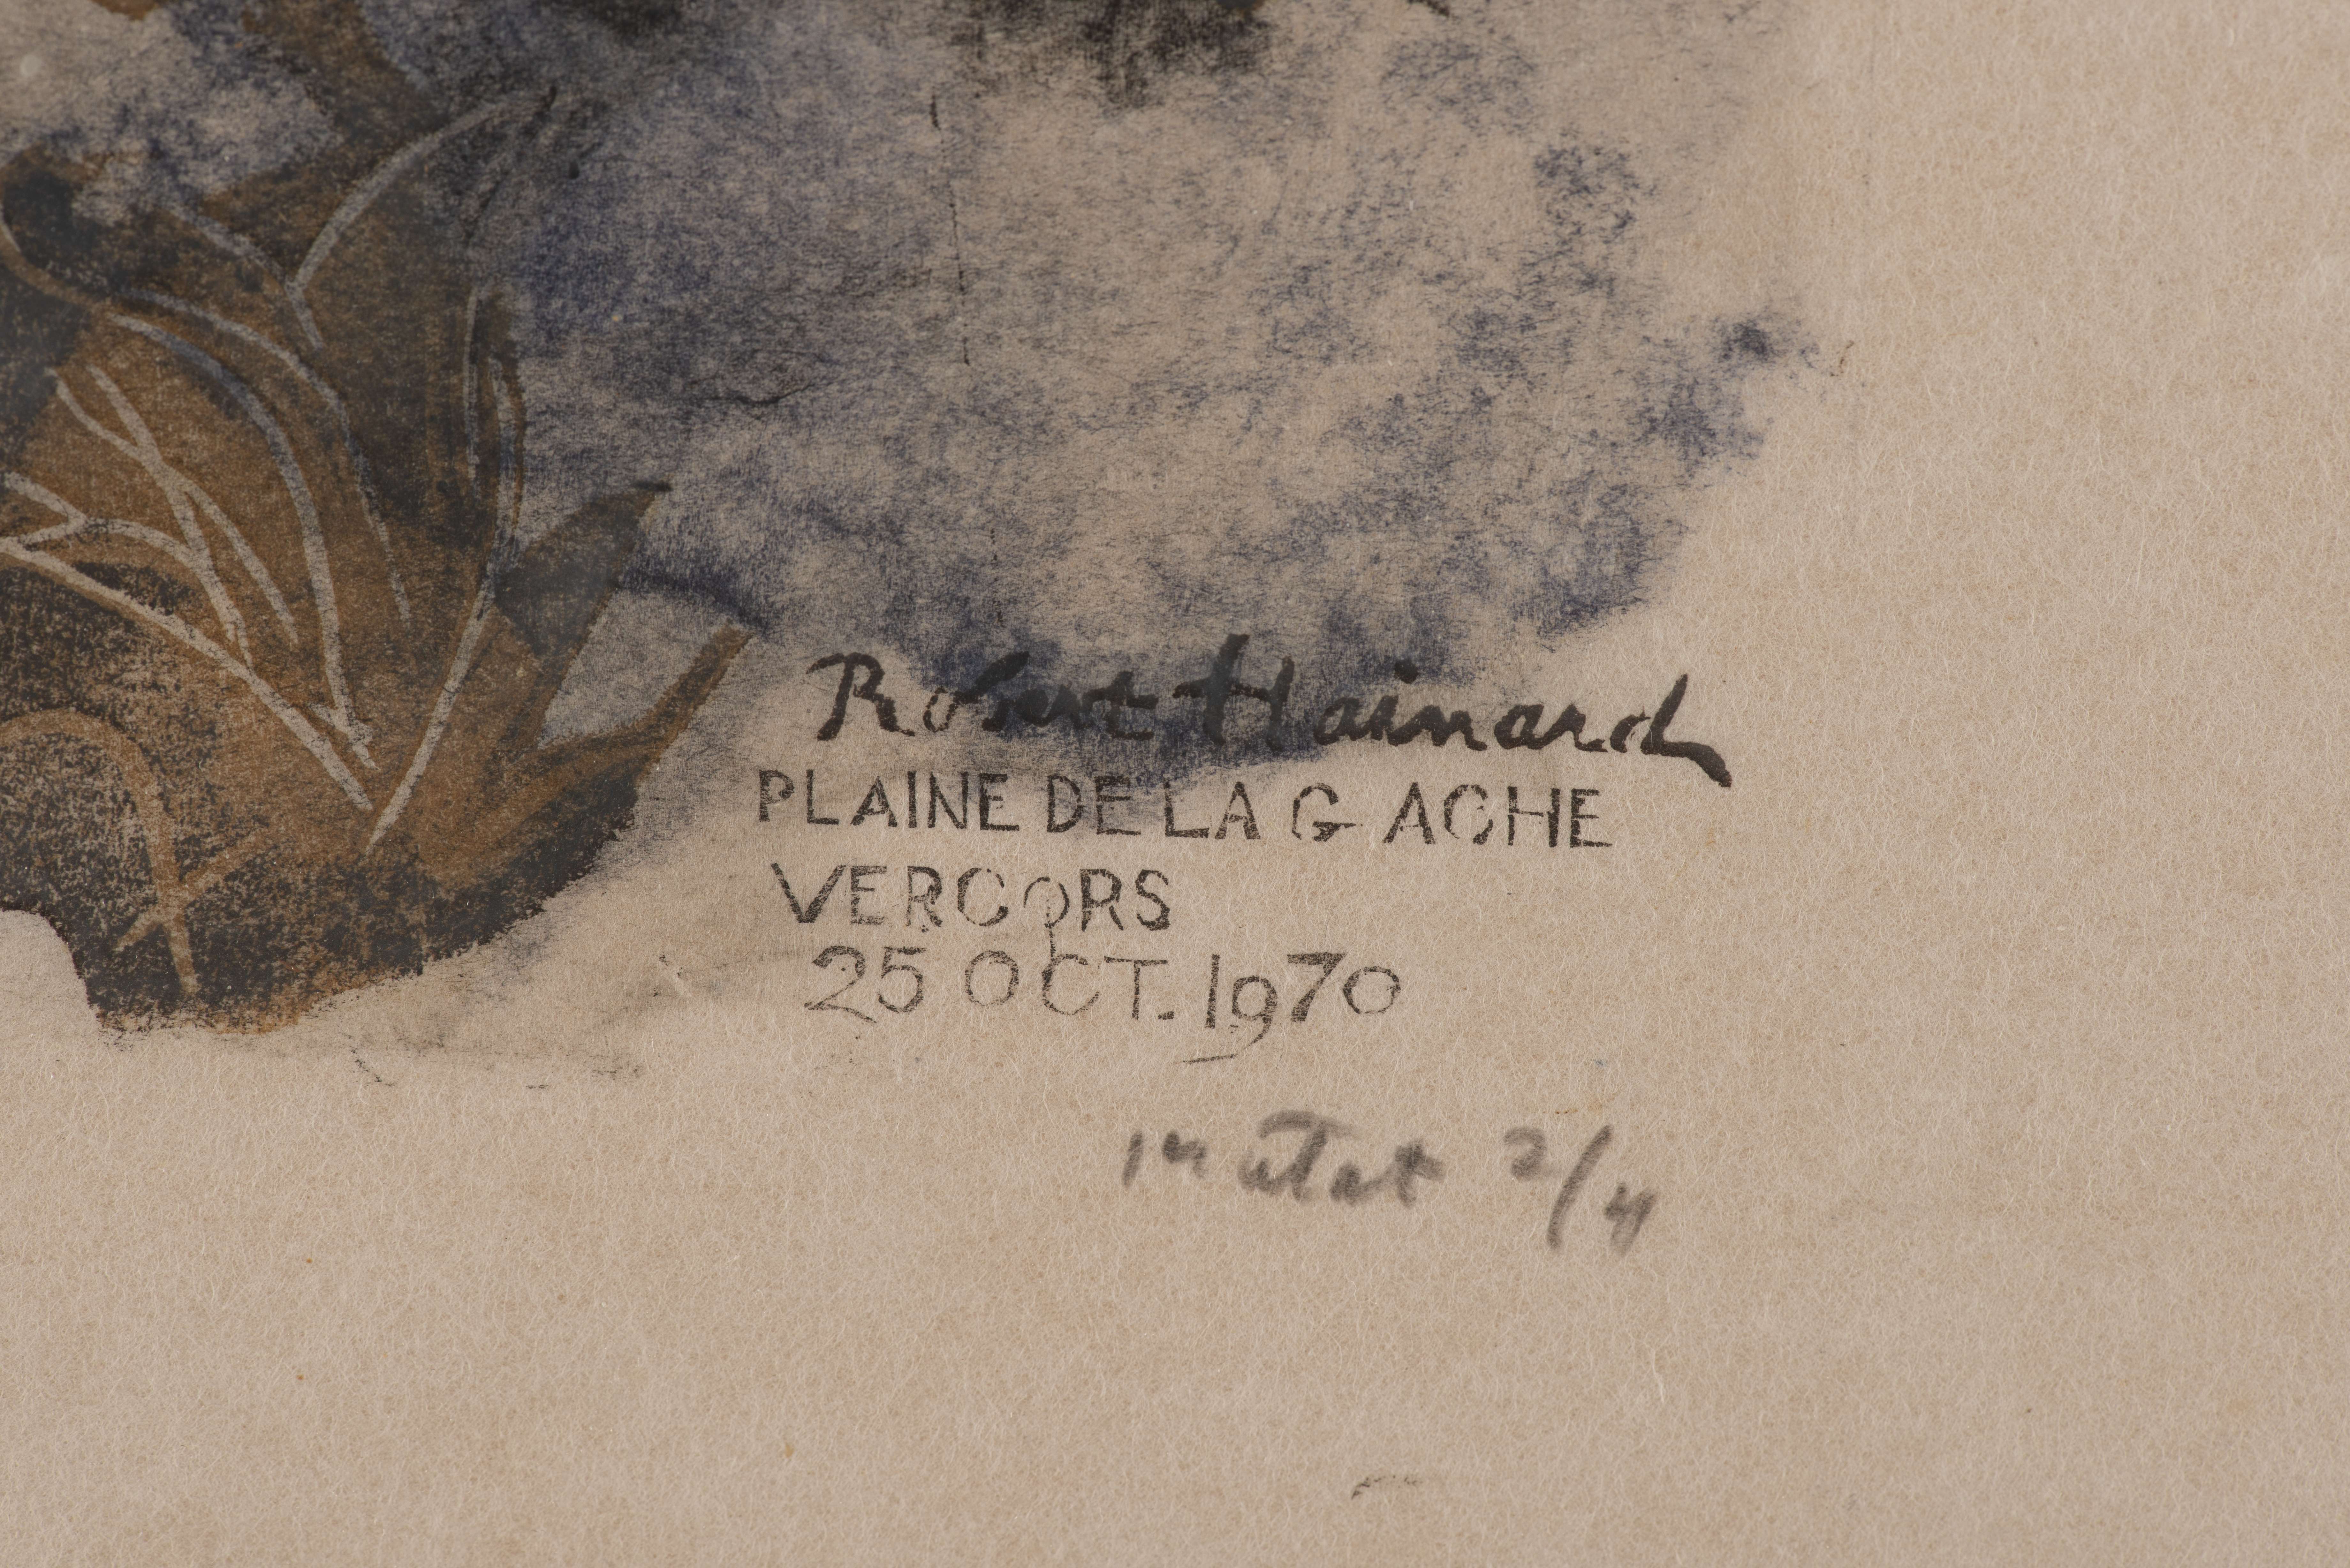 Robert Hainard
PLAINE DE LA G ACHE
VERCORS
25 OCT. 1970
1er état 2/4